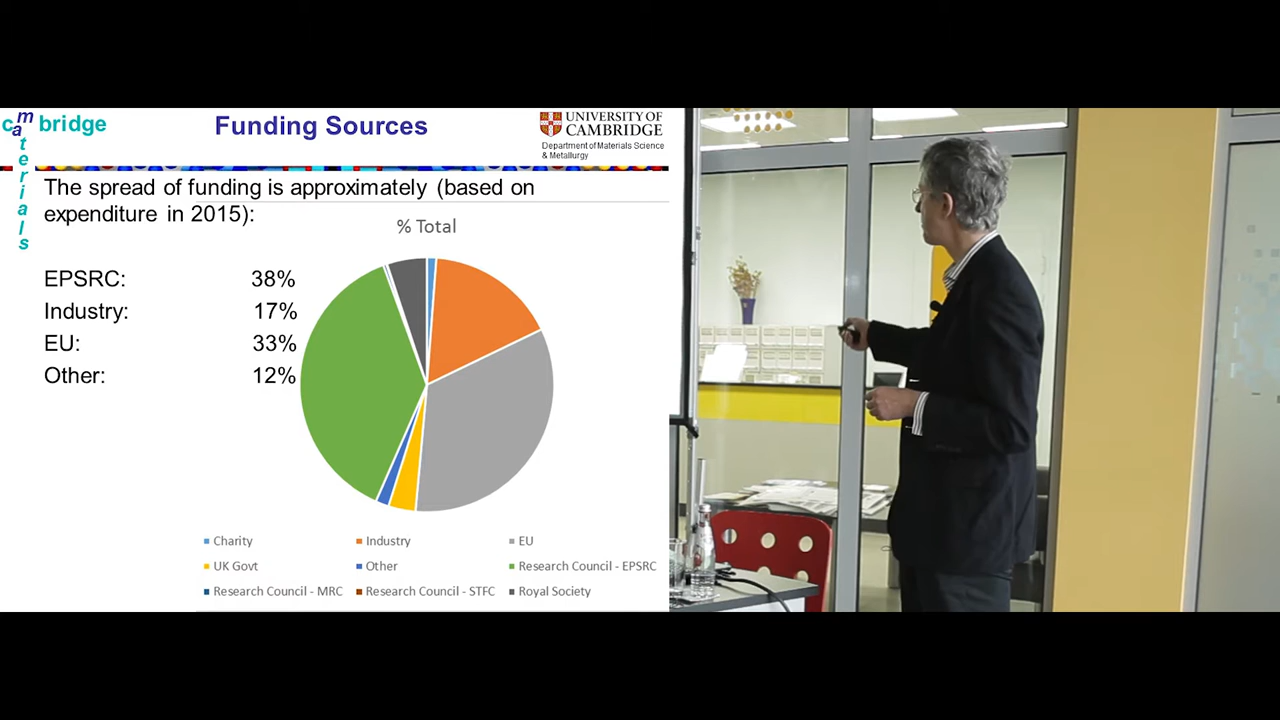 cambridge
materials
Funding Sources
UNIVERSITY OF
CAMBRIDGE
Department of Materials Science
& Metallurgy
The spread of funding is approximately (based on
expenditure in 2015):
% Total
EPSRC: 38%
Industry: 17%
EU: 33%
Other: 12%
Charity Industry EU
UK Govt Other Research Council - EPSRC
Research Council - MRC Research Council - STFC Royal Society